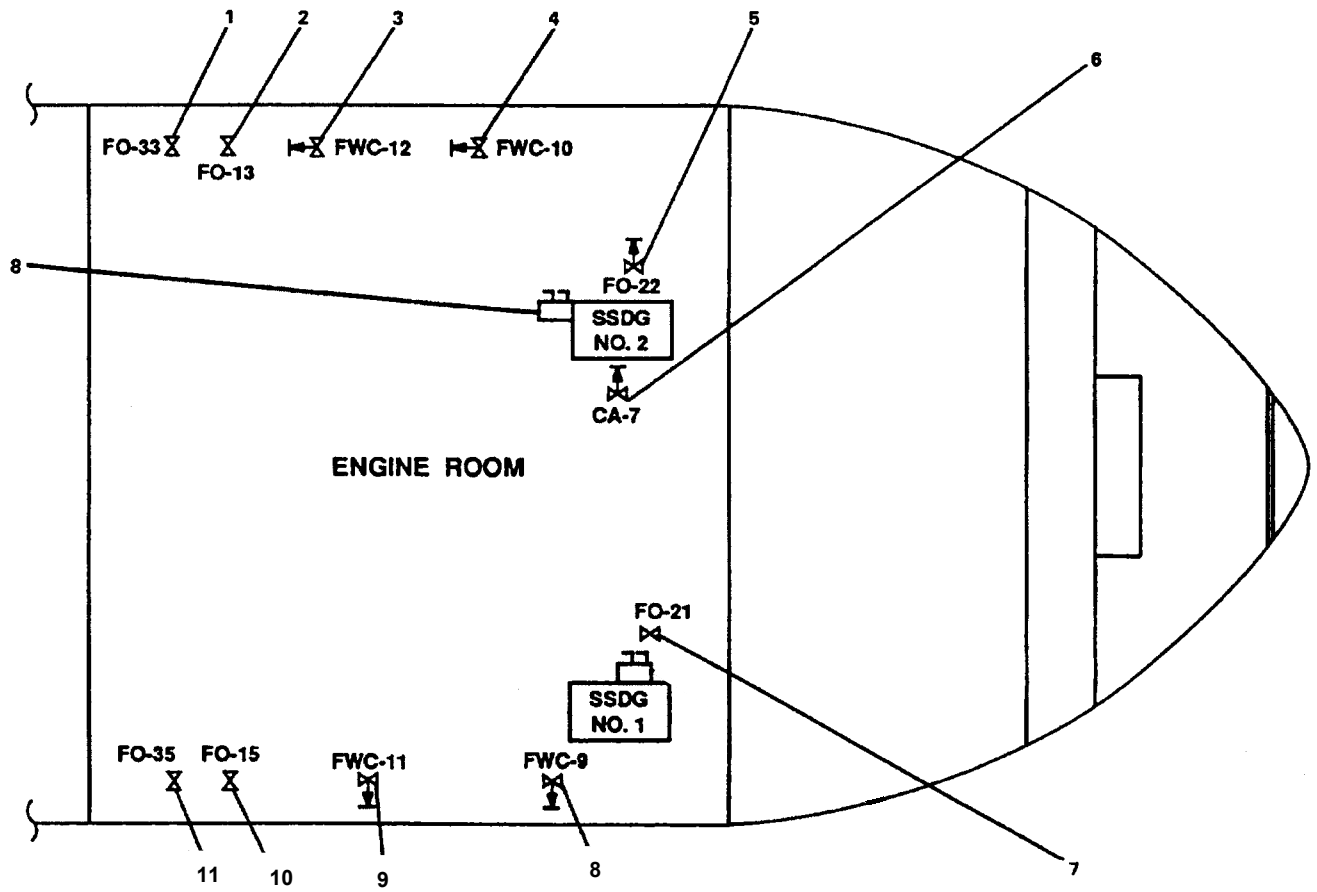 1 2 3 4 5
6
FO-33 FWC-12 FWC-10
FO-13
8
FO-22
SSDG
NO. 2
CA-7
ENGINE ROOM
FO-21
SSDG
NO. 1
FO-35 FO-15 FWC-11 FWC-9
11 10 9 8 7